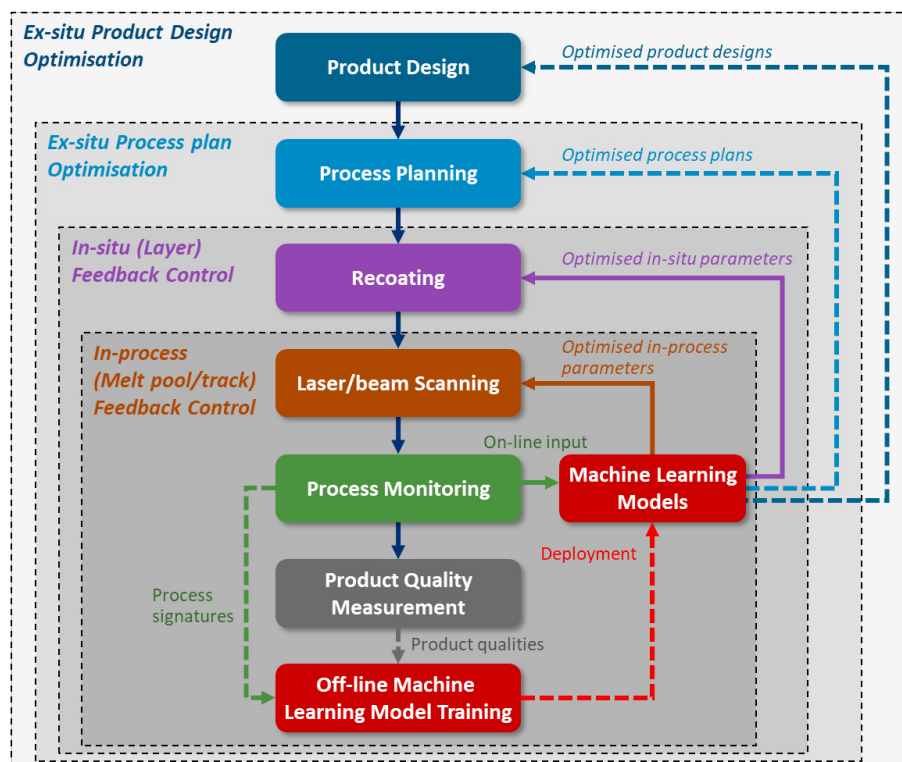 Ex-situ Product Design
Optimisation
Product Design
Optimised product designs
Ex-situ Process plan
Optimisation
Process Planning
Optimised process plans
In-situ (Layer)
Feedback Control
Recoating
Optimised in-situ parameters
In-process
(Melt pool/track)
Feedback Control
Laser/beam Scanning
Optimised in-process
parameters
On-line input
Process Monitoring
Machine Learning
Models
Deployment
Product Quality
Measurement
Process
signatures
Product qualities
Off-line Machine
Learning Model Training